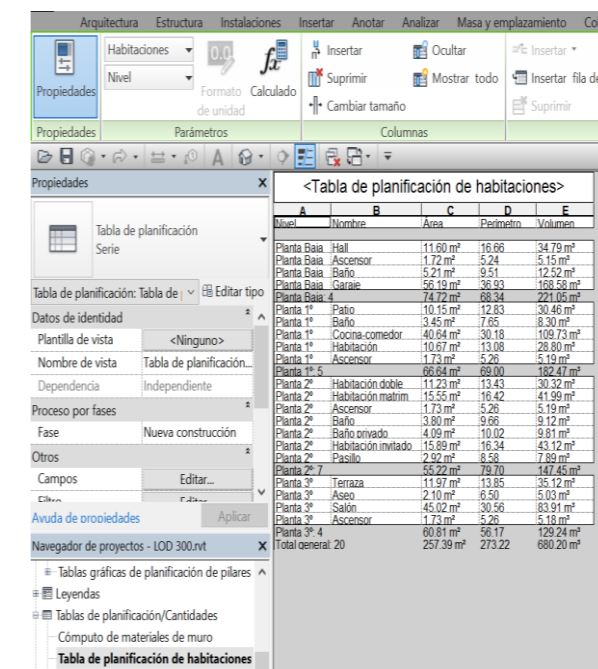 Arquitectura Estructura Instalaciones Insertar Anotar Analizar Masa y emplazamiento
Propiedades
Habitaciones
Nivel
Formato de unidad
Calculado
Insertar
Suprimir
Cambiar tamaño
Ocultar
Mostrar todo
Insertar
Insertar fila de
Suprimir
Propiedades Parámetros Columnas
Propiedades X
Tabla de planificación
Serie
Tabla de planificación: Tabla de Editar tipo
Datos de identidad
Plantilla de vista <Ninguno>
Nombre de vista Tabla de planificación...
Dependencia Independiente
Proceso por fases
Fase Nueva construcción
Otros
Campos Editar...
Filtro Editar...
Ayuda de propiedades Aplicar
Navegador de proyectos - LOD 300.rvt X
Tablas gráficas de planificación de pilares
Leyendas
Tablas de planificación/Cantidades
Cómputo de materiales de muro
Tabla de planificación de habitaciones
<Tabla de planificación de habitaciones>
A B C D E
Nivel Nombre Área Perímetro Volumen
Planta Baja Hall 11.60 m² 16.66 34.79 m³
Planta Baja Ascensor 1.72 m² 5.24 5.15 m³
Planta Baja Baño 5.21 m² 9.51 12.52 m³
Planta Baja Garaje 56.19 m² 36.93 168.58 m³
Planta Baja: 4 74.72 m² 68.34 221.05 m³
Planta 1º Patio 10.15 m² 12.83 30.46 m³
Planta 1º Baño 3.45 m² 7.65 8.30 m³
Planta 1º Cocina-comedor 40.64 m² 30.18 109.73 m³
Planta 1º Habitación 10.67 m² 13.08 28.80 m³
Planta 1º Ascensor 1.73 m² 5.26 5.19 m³
Planta 1º: 5 66.64 m² 69.00 182.47 m³
Planta 2º Habitación doble 11.23 m² 13.43 30.32 m³
Planta 2º Habitación matrim 15.55 m² 16.42 41.99 m³
Planta 2º Ascensor 1.73 m² 5.26 5.19 m³
Planta 2º Baño 3.80 m² 9.66 9.12 m³
Planta 2º Baño privado 4.09 m² 10.02 9.81 m³
Planta 2º Habitación invitado 15.89 m² 16.34 43.12 m³
Planta 2º Pasillo 2.92 m² 8.58 7.89 m³
Planta 2º: 7 55.22 m² 79.70 147.45 m³
Planta 3º Terraza 11.97 m² 13.85 35.12 m³
Planta 3º Aseo 2.10 m² 6.50 5.03 m³
Planta 3º Salón 45.02 m² 30.56 83.91 m³
Planta 3º Ascensor 1.73 m² 5.26 5.18 m³
Planta 3º: 4 60.81 m² 56.17 129.24 m³
Total general: 20 257.39 m² 273.22 680.20 m³